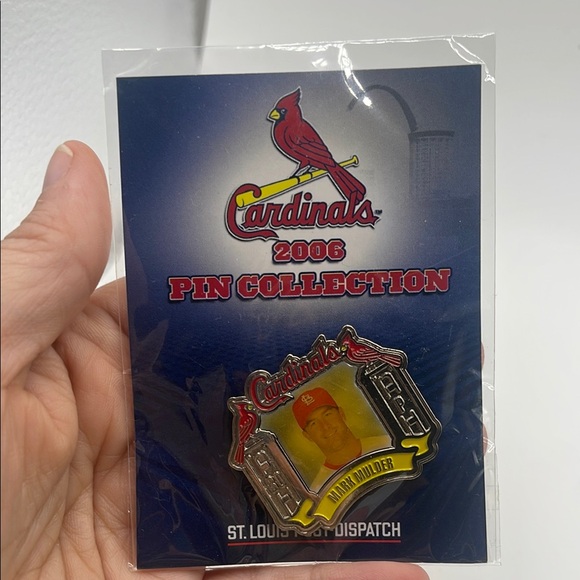 Cardinals
2006
PIN COLLECTION
Cardinals
MARK MULDER
ST. LOUIS POST-DISPATCH